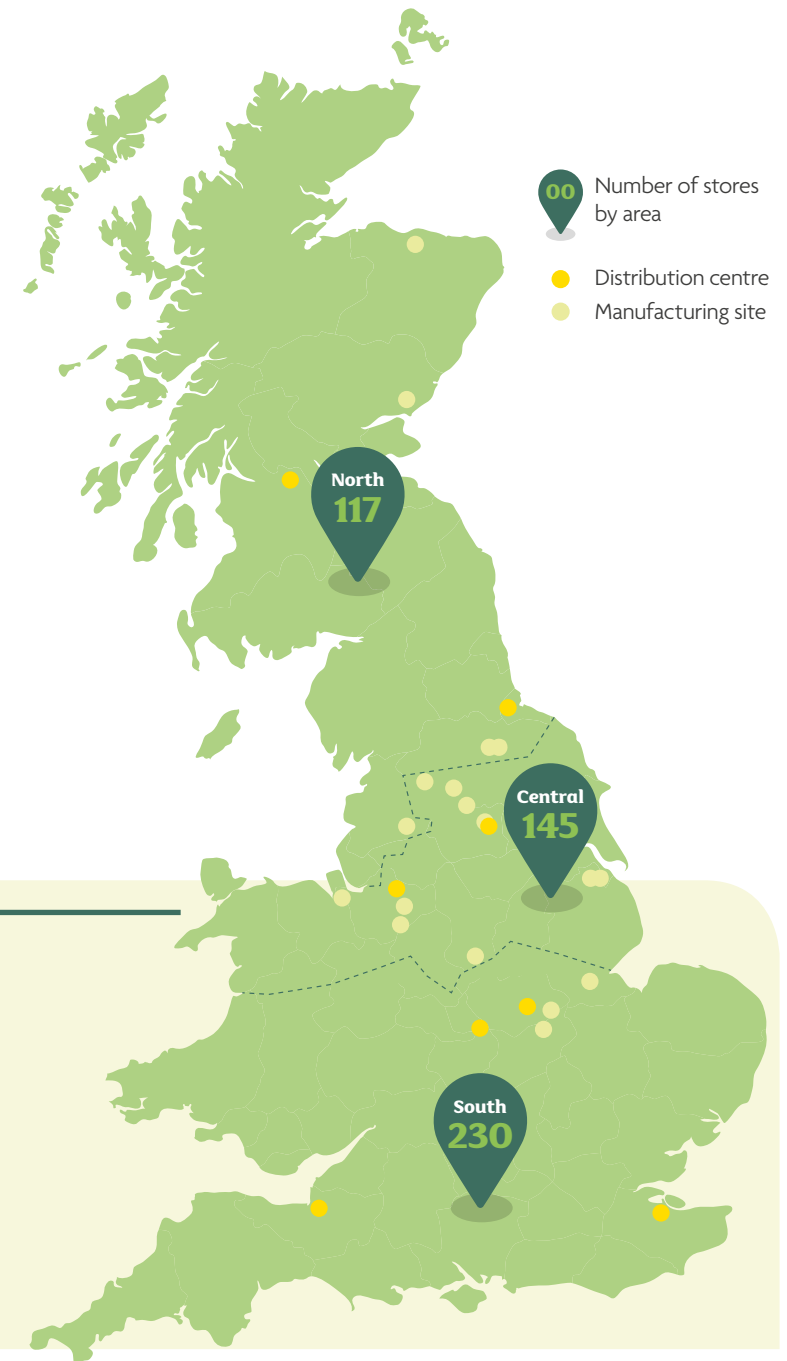 00
Number of stores
by area
Distribution centre
Manufacturing site
North
117
Central
145
South
230